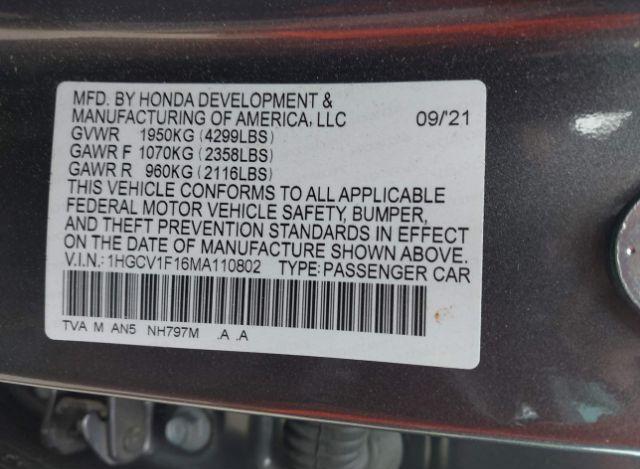 MFD. BY HONDA DEVELOPMENT &
MANUFACTURING OF AMERICA, LLC 09/'21
GVWR 1950KG (4299LBS)
GAWR F 1070KG (2358LBS)
GAWR R 960KG (2116LBS)
THIS VEHICLE CONFORMS TO ALL APPLICABLE
FEDERAL MOTOR VEHICLE SAFETY, BUMPER,
AND THEFT PREVENTION STANDARDS IN EFFECT
ON THE DATE OF MANUFACTURE SHOWN ABOVE.
V.I.N.: 1HGCV1F16MA110802 TYPE: PASSENGER CAR
TVA M AN5 NH797M .A .A